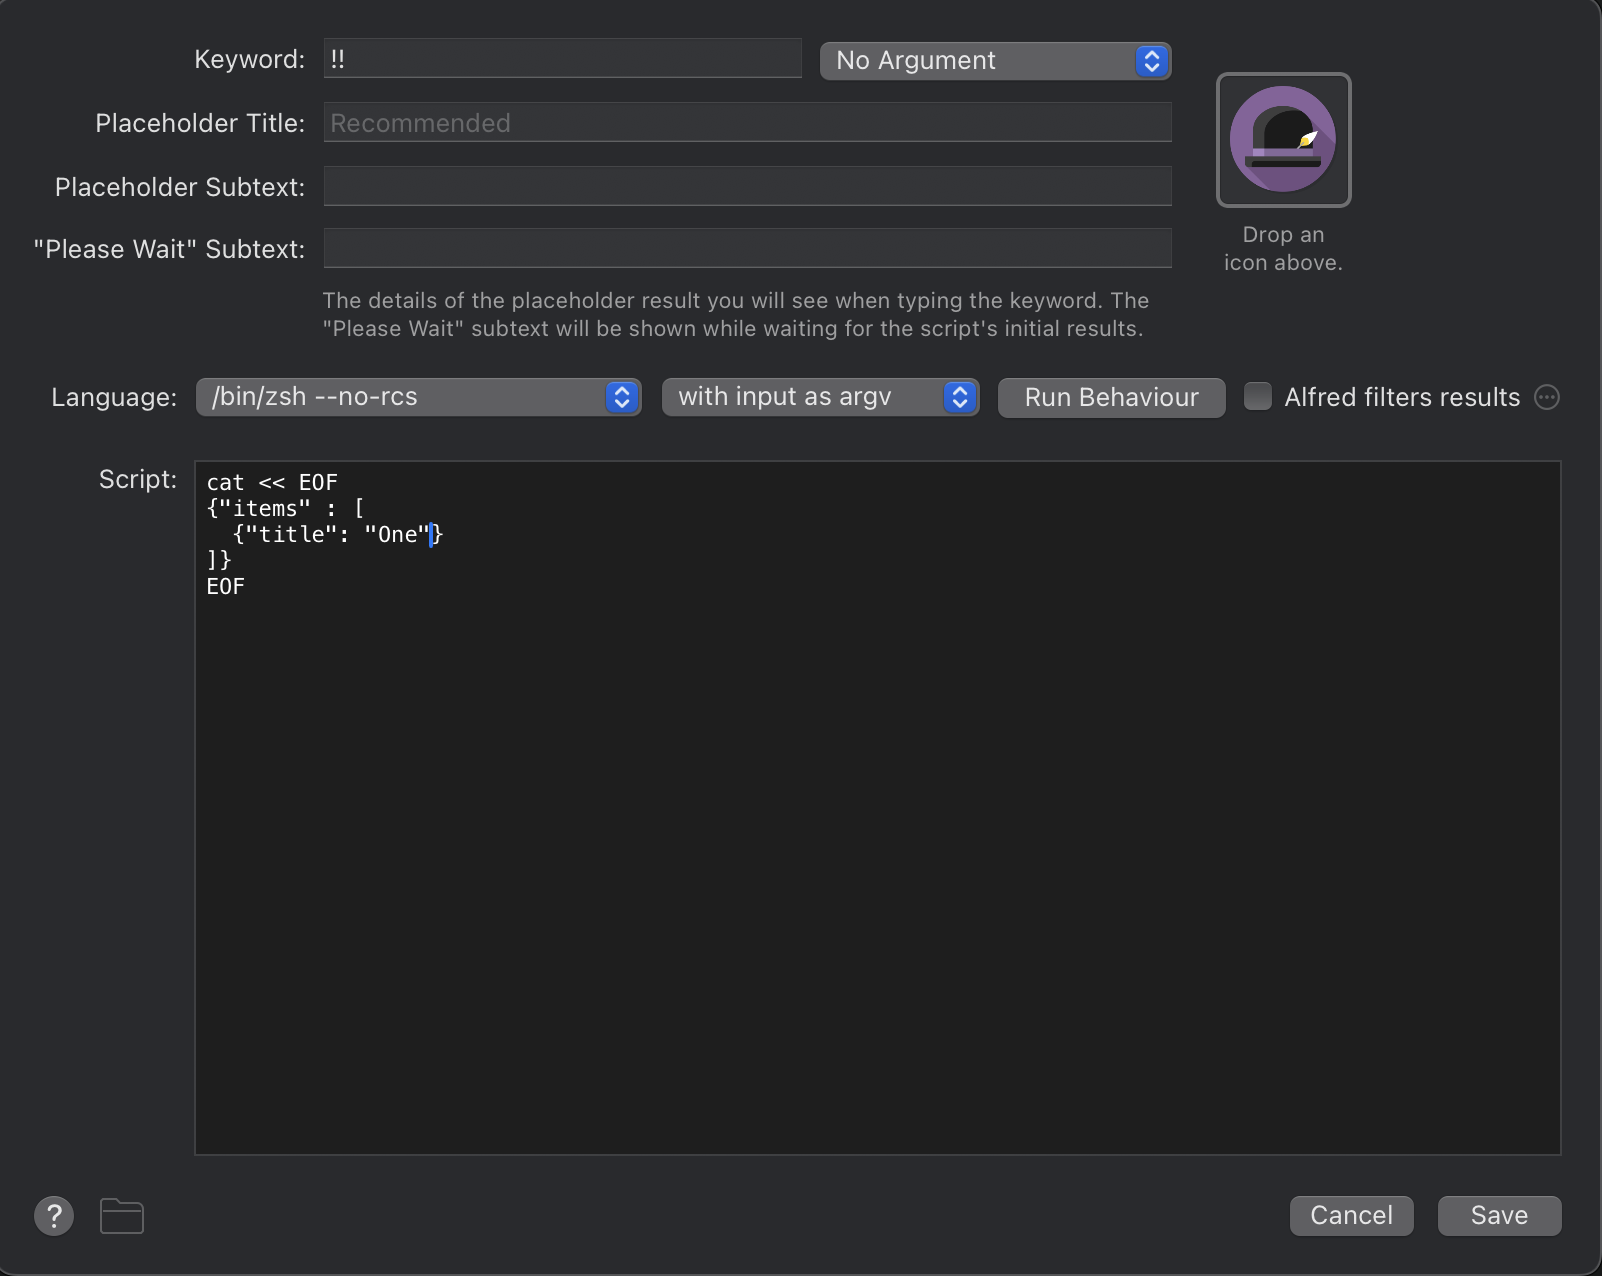 Keyword: !! No Argument
Placeholder Title: Recommended
Placeholder Subtext:
"Please Wait" Subtext:
Drop an
icon above.
The details of the placeholder result you will see when typing the keyword. The
"Please Wait" subtext will be shown while waiting for the script's initial results.
Language: /bin/zsh --no-rcs with input as argv Run Behaviour Alfred filters results
Script:
cat << EOF
{"items" : [
  {"title": "One"}
]}
EOF
? Cancel Save